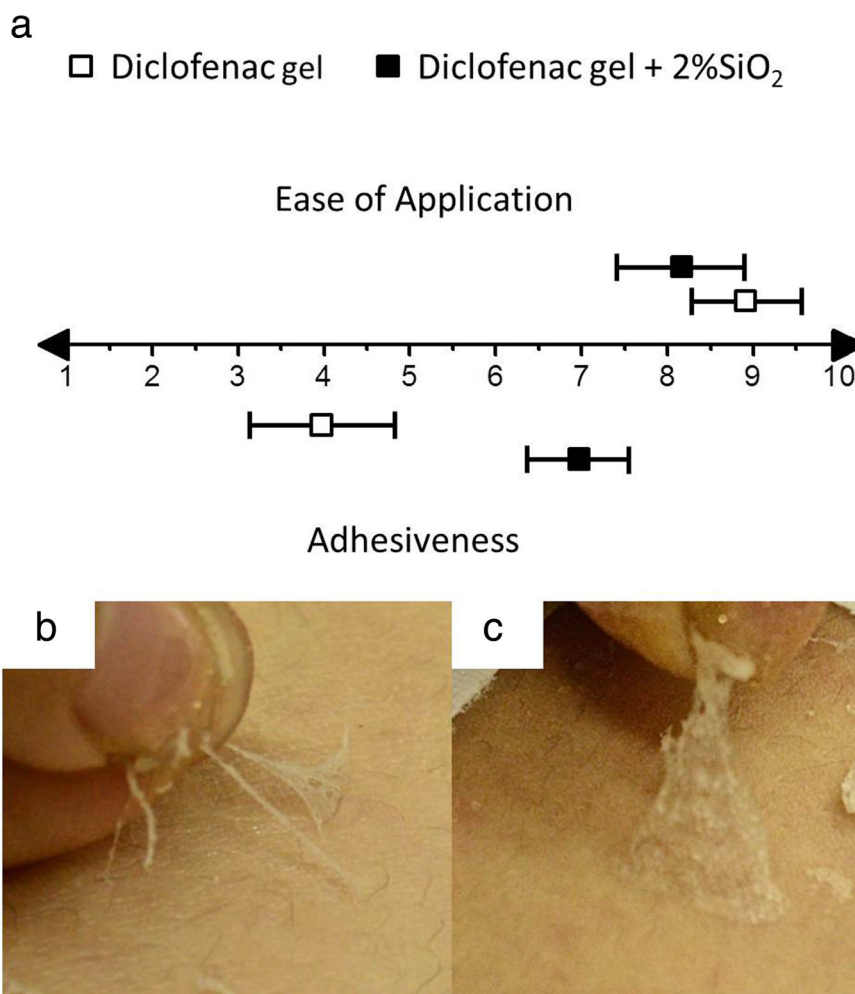 a
Diclofenac gel Diclofenac gel + 2%SiO₂
Ease of Application
1 2 3 4 5 6 7 8 9 10
Adhesiveness
b c